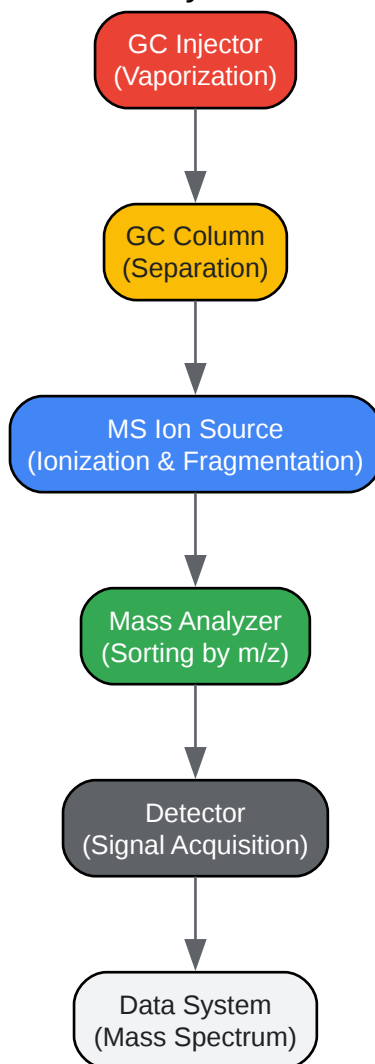 GC Injector
(Vaporization)
GC Column
(Separation)
MS Ion Source
(Ionization & Fragmentation)
Mass Analyzer
(Sorting by m/z)
Detector
(Signal Acquisition)
Data System
(Mass Spectrum)